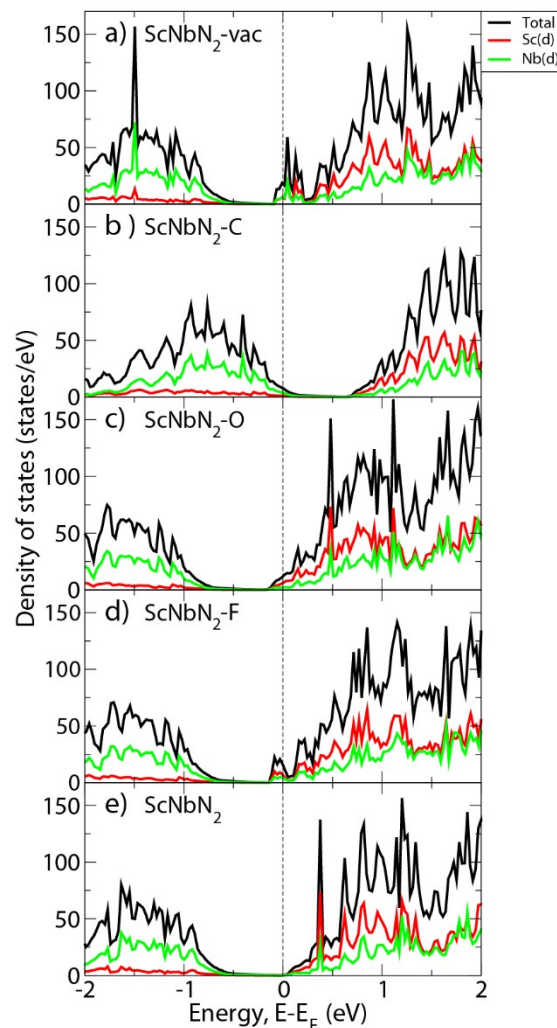 Total
Sc(d)
Nb(d)
a) ScNbN2-vac
150
100
50
0
b ) ScNbN2-C
150
100
50
0
c) ScNbN2-O
150
100
50
0
d) ScNbN2-F
150
100
50
0
e) ScNbN2
150
100
50
0
-2 -1 0 1 2
Density of states (states/eV)
Energy, E-EF (eV)